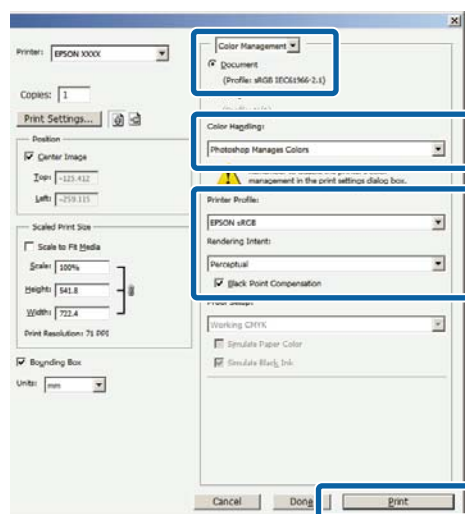 Printer: EPSON XXXX
Copies: 1
Print Settings...
Position
Center Image
Top: -125.412
Left: -259.115
Scaled Print Size
Scale to Fit Media
Scale: 100%
Height: 541.8
Width: 722.4
Print Resolution: 71 PPI
Bounding Box
Units: mm
Color Management
Document
(Profile: sRGB IEC61966-2.1)
Color Handling:
Photoshop Manages Colors
management in the print settings dialog box.
Printer Profile:
EPSON sRGB
Rendering Intent:
Perceptual
Black Point Compensation
Proof Setup:
Working CMYK
Simulate Paper Color
Simulate Black Ink
Cancel
Done
Print